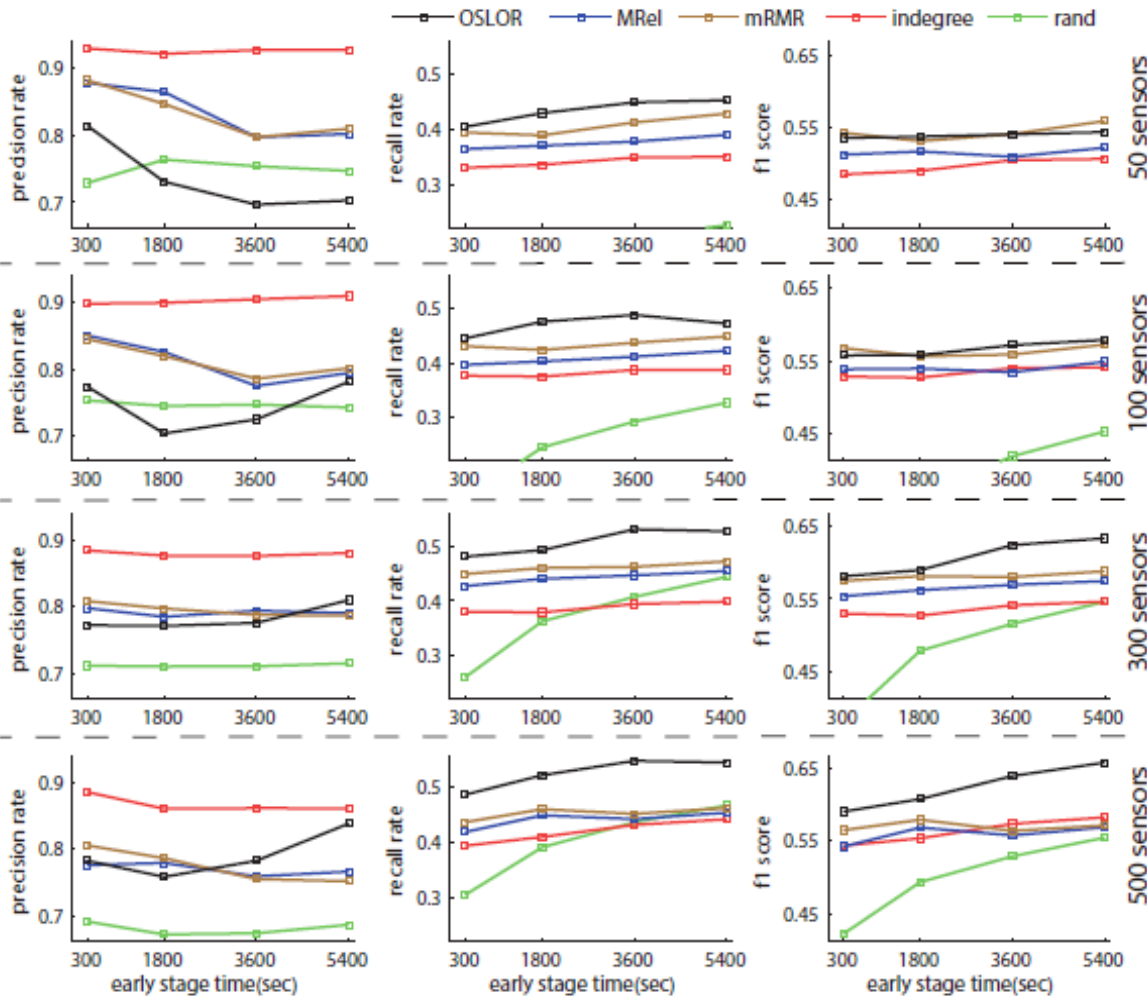 OSLOR MRel mRMR indegree rand
precision rate
0.9
0.8
0.7
300 1800 3600 5400
recall rate
0.5
0.4
0.3
300 1800 3600 5400
f1 score
0.65
0.55
0.45
300 1800 3600 5400
50 sensors
precision rate
0.9
0.8
0.7
300 1800 3600 5400
recall rate
0.5
0.4
0.3
300 1800 3600 5400
f1 score
0.65
0.55
0.45
300 1800 3600 5400
100 sensors
precision rate
0.9
0.8
0.7
300 1800 3600 5400
recall rate
0.5
0.4
0.3
300 1800 3600 5400
f1 score
0.65
0.55
0.45
300 1800 3600 5400
300 sensors
precision rate
0.9
0.8
0.7
300 1800 3600 5400
early stage time(sec)
recall rate
0.5
0.4
0.3
300 1800 3600 5400
early stage time(sec)
f1 score
0.65
0.55
0.45
300 1800 3600 5400
early stage time(sec)
500 sensors